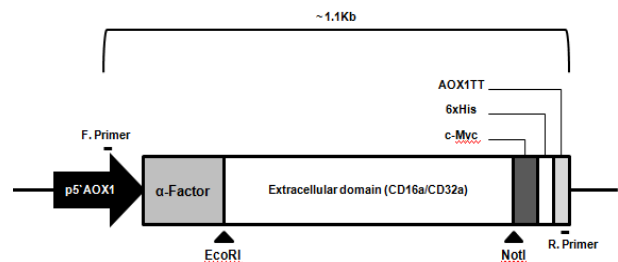 ~ 1.1Kb
AOX1TT
6xHis
c-Myc
F. Primer
p5`AOX1
α-Factor
Extracellular domain (CD16a/CD32a)
EcoRI
NotI
R. Primer